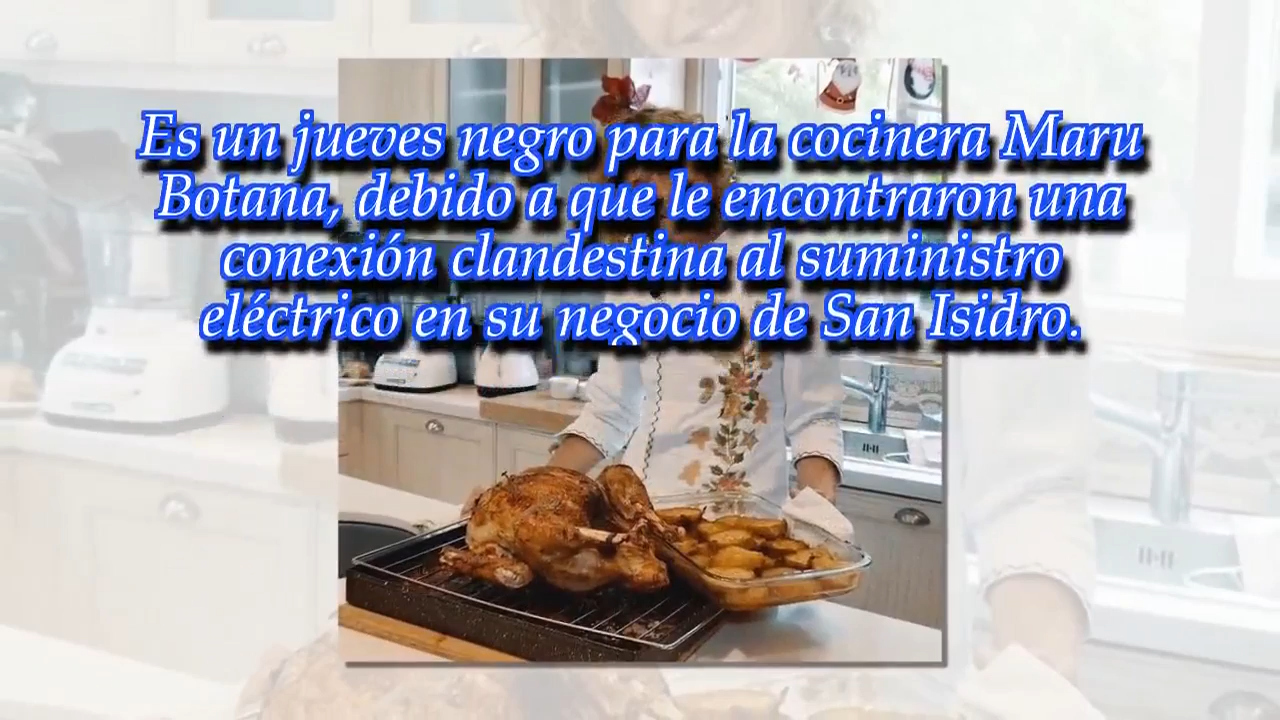 Es un jueves negro para la cocinera Maru
Botana, debido a que le encontraron una
conexión clandestina al suministro
eléctrico en su negocio de San Isidro.